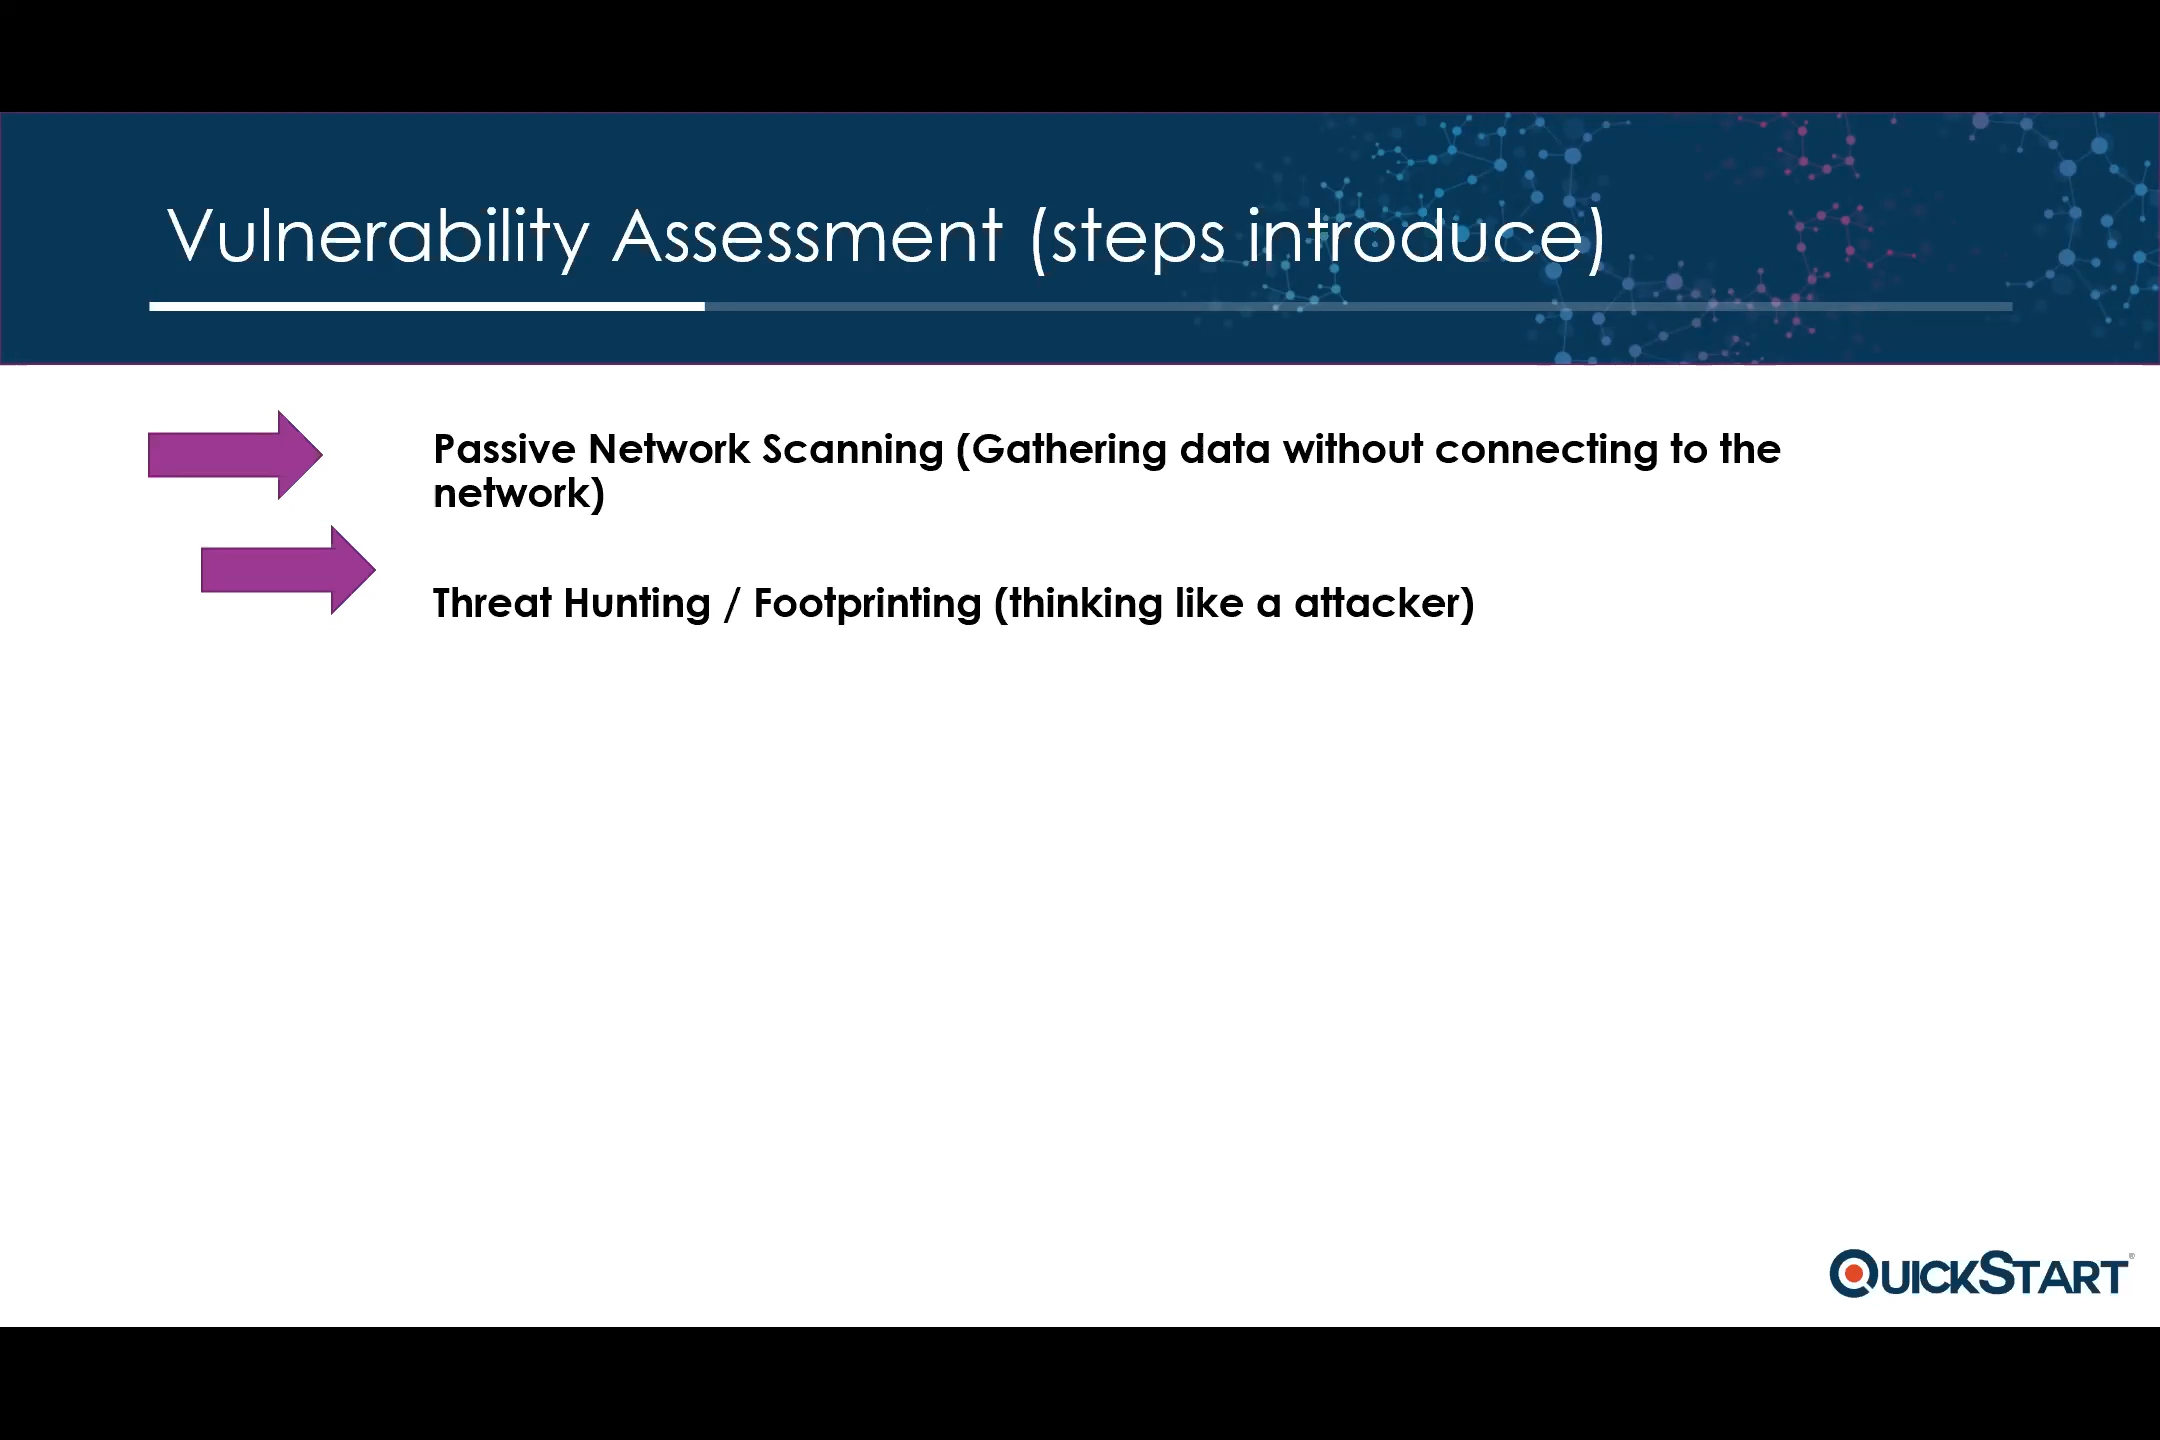 Vulnerability Assessment (steps introduce)
Passive Network Scanning (Gathering data without connecting to the
network)
Threat Hunting / Footprinting (thinking like a attacker)
QUICKSTART®